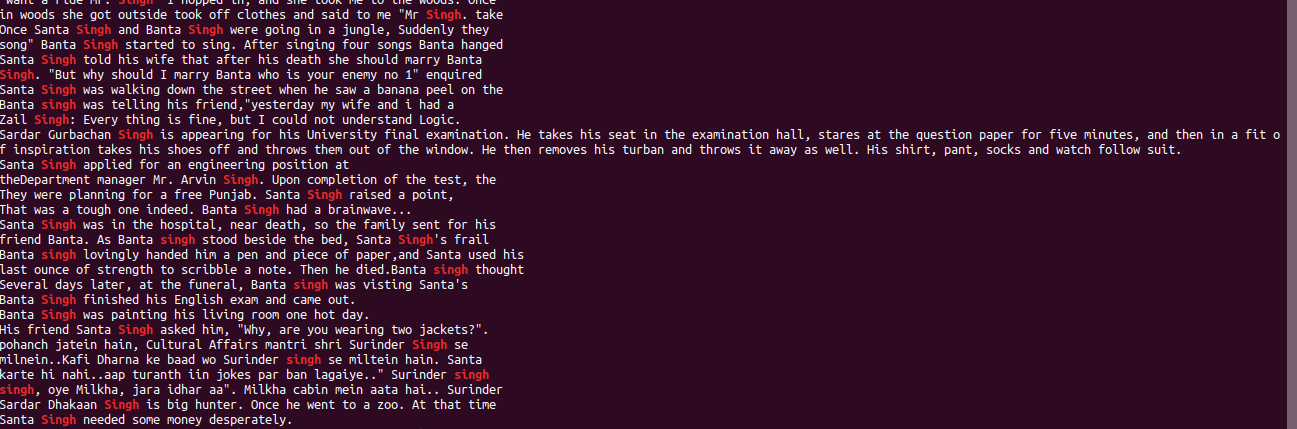 "Want a ride Mr. Singh" I hopped in, and she took me to the woods. Once
in woods she got outside took off clothes and said to me "Mr Singh. take
Once Santa Singh and Banta Singh were going in a jungle, Suddenly they
song" Banta Singh started to sing. After singing four songs Banta hanged
Santa Singh told his wife that after his death she should marry Banta
Singh. "But why should I marry Banta who is your enemy no 1" enquired
Santa Singh was walking down the street when he saw a banana peel on the
Banta singh was telling his friend,"yesterday my wife and i had a
Zail Singh: Every thing is fine, but I could not understand Logic.
Sardar Gurbachan Singh is appearing for his University final examination. He takes his seat in the examination hall, stares at the question paper for five minutes, and then in a fit o
f inspiration takes his shoes off and throws them out of the window. He then removes his turban and throws it away as well. His shirt, pant, socks and watch follow suit.
Santa Singh applied for an engineering position at
theDepartment manager Mr. Arvin Singh. Upon completion of the test, the
They were planning for a free Punjab. Santa Singh raised a point,
That was a tough one indeed. Banta Singh had a brainwave...
Santa Singh was in the hospital, near death, so the family sent for his
friend Banta. As Banta singh stood beside the bed, Santa Singh's frail
Banta singh lovingly handed him a pen and piece of paper,and Santa used his
last ounce of strength to scribble a note. Then he died.Banta singh thought
Several days later, at the funeral, Banta singh was visting Santa's
Banta Singh finished his English exam and came out.
Banta Singh was painting his living room one hot day.
His friend Santa Singh asked him, "Why, are you wearing two jackets?".
pohanch jatein hain, Cultural Affairs mantri shri Surinder Singh se
milnein..Kafi Dharna ke baad wo Surinder singh se miltein hain. Santa
karte hi nahi..aap turanth iin jokes par ban lagaiye.." Surinder singh
singh, oye Milkha, jara idhar aa". Milkha cabin mein aata hai.. Surinder
Sardar Dhakaan Singh is big hunter. Once he went to a zoo. At that time
Santa Singh needed some money desperately.